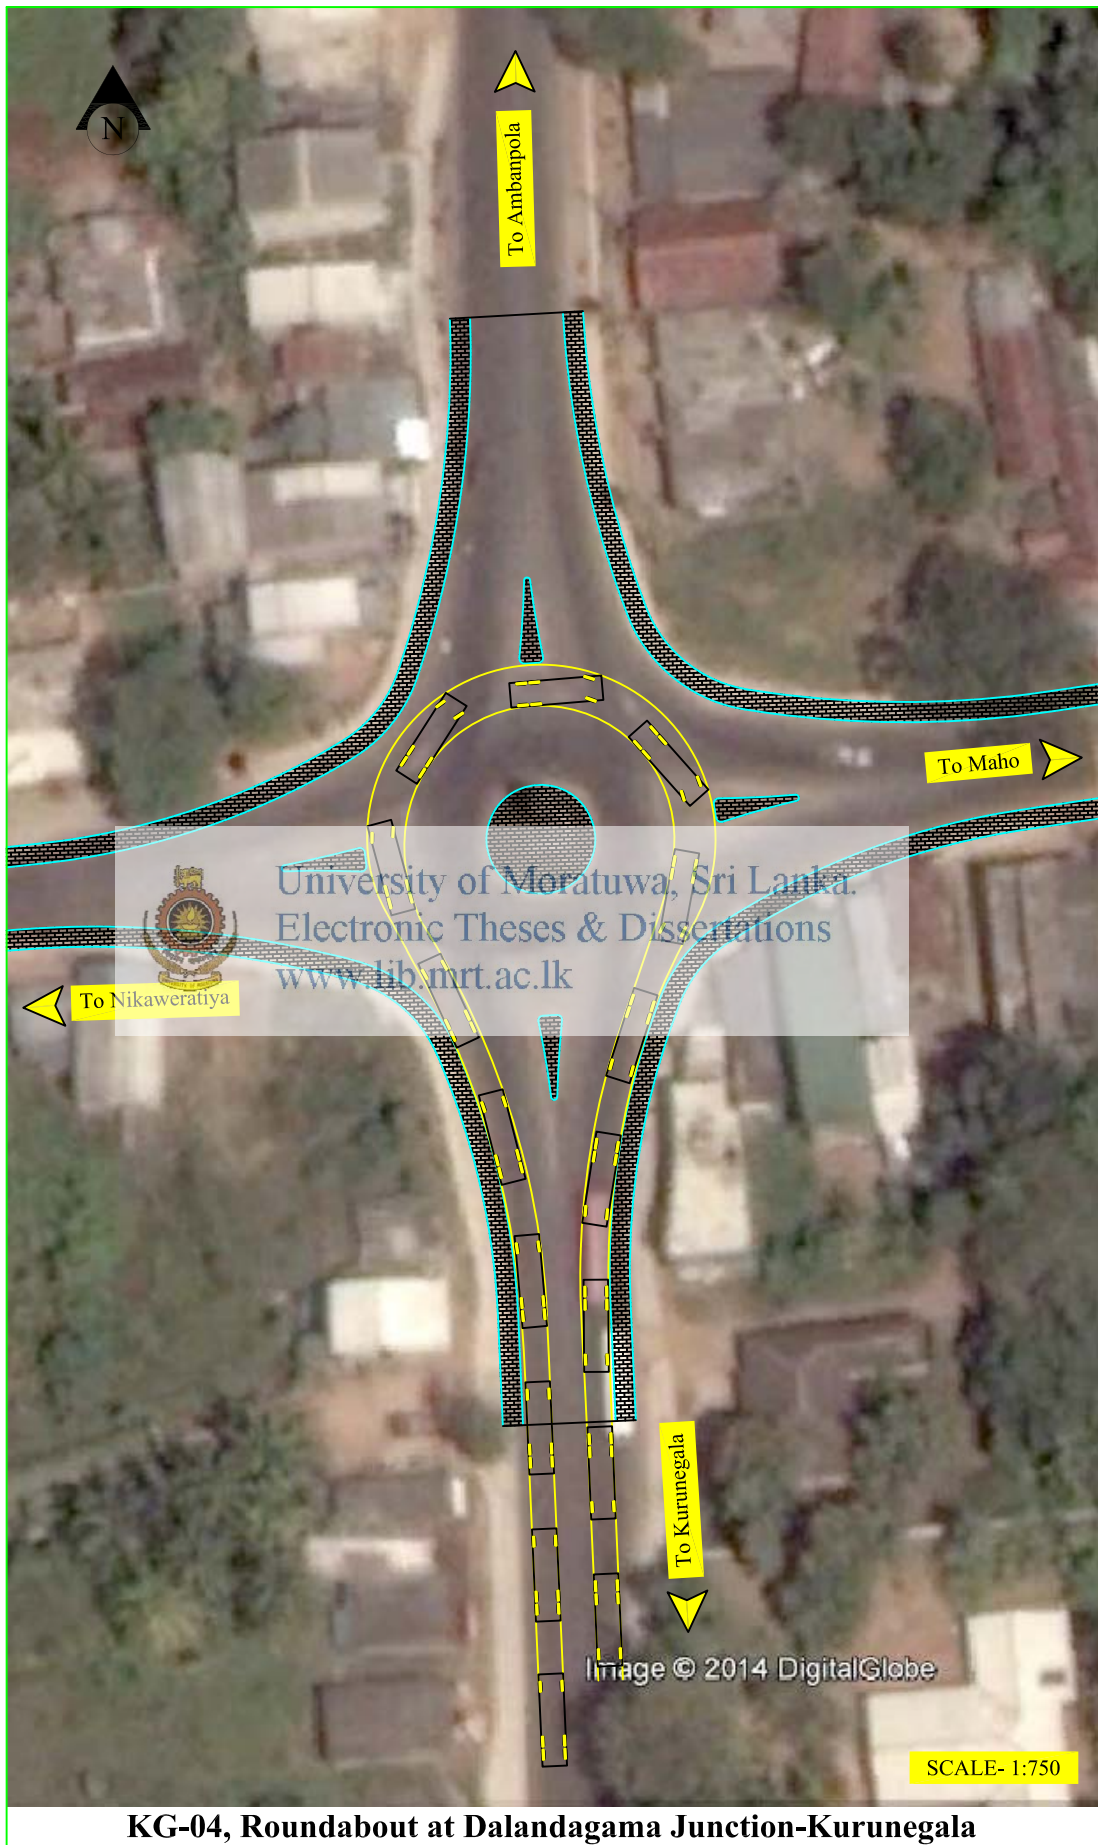 N
To Ambanpola
To Maho
University of Moratuwa, Sri Lanka.
Electronic Theses & Dissertations
www.lib.mrt.ac.lk
To Nikaweratiya
To Kurunegala
Image © 2014 DigitalGlobe
SCALE- 1:750
KG-04, Roundabout at Dalandagama Junction-Kurunegala